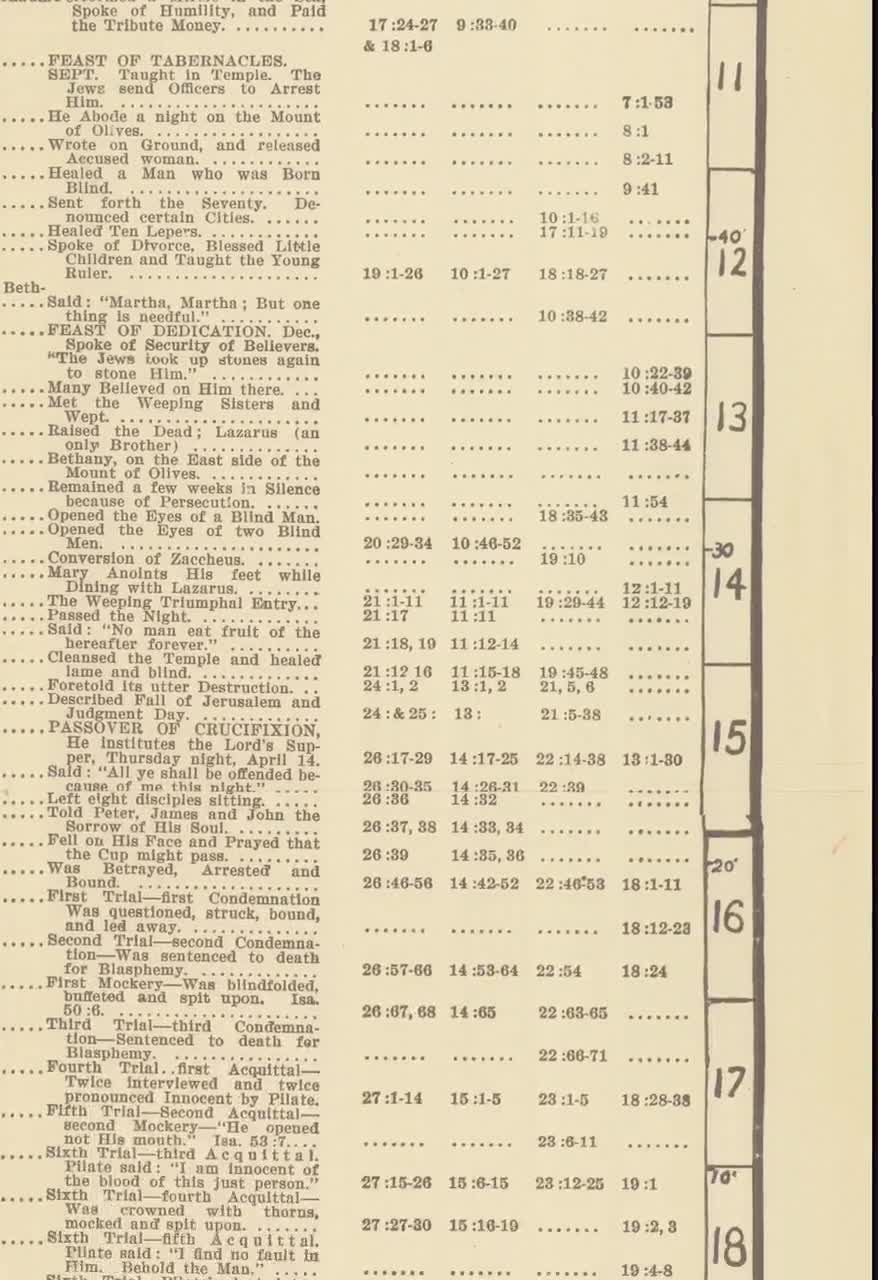 Spoke of Humility, and Paid
the Tribute Money. .......... 17:24-27 9:33-40 ....... .......
& 18:1-6
.....FEAST OF TABERNACLES.
SEPT. Taught in Temple. The
Jews send Officers to Arrest
Him. ..................... ....... ....... ....... 7:1-53
.....He Abode a night on the Mount
of Olives. ................. ....... ....... ....... 8:1
.....Wrote on Ground, and released
Accused woman. ............ ....... ....... ....... 8:2-11
.....Healed a Man who was Born
Blind. .................... ....... ....... ....... 9:41
.....Sent forth the Seventy. De-
nounced certain Cities. ...... ....... ....... 10:1-16 .......
.....Healed Ten Lepers. ............ ....... ....... 17:11-19 .......
.....Spoke of Divorce, Blessed Little
Children and Taught the Young
Ruler. .................... 19:1-26 10:1-27 18:18-27 .......
Beth-
.....Said: "Martha, Martha; But one
thing is needful." ........... ....... ....... 10:38-42 .......
.....FEAST OF DEDICATION. Dec.,
Spoke of Security of Believers.
"The Jews took up stones again
to stone Him." ............ ....... ....... ....... 10:22-39
.....Many Believed on Him there. ... ....... ....... ....... 10:40-42
.....Met the Weeping Sisters and
Wept. ..................... ....... ....... ....... 11:17-37
.....Raised the Dead; Lazarus (an
only Brother) ............. ....... ....... ....... 11:38-44
.....Bethany, on the East side of the
Mount of Olives. ........... ....... ....... ....... .......
.....Remained a few weeks in Silence
because of Persecution. ...... ....... ....... ....... 11:54
.....Opened the Eyes of a Blind Man. ....... ....... 18:35-43 .......
.....Opened the Eyes of two Blind
Men. ..................... 20:29-34 10:46-52 ....... .......
.....Conversion of Zaccheus. ....... ....... ....... 19:10 .......
.....Mary Anoints His feet while
Dining with Lazarus. ........ ....... ....... ....... 12:1-11
.....The Weeping Triumphal Entry... 21:1-11 11:1-11 19:29-44 12:12-19
.....Passed the Night. ............. 21:17 11:11 ....... .......
.....Said: "No man eat fruit of the
hereafter forever." .......... 21:18, 19 11:12-14 ....... .......
.....Cleansed the Temple and healed
lame and blind. ............ 21:12 16 11:15-18 19:45-48 .......
.....Foretold its utter Destruction. .. 24:1, 2 13:1, 2 21, 5, 6 .......
.....Described Fall of Jerusalem and
Judgment Day. ............ 24:& 25: 13: 21:5-38 .......
.....PASSOVER OF CRUCIFIXION,
He institutes the Lord's Sup-
per, Thursday night, April 14. 26:17-29 14:17-25 22:14-38 13:1-30
.....Said: "All ye shall be offended be-
cause of me this night." ..... 26:30-35 14:26-31 22:39 .......
.....Left eight disciples sitting. ..... 26:36 14:32 ....... .......
.....Told Peter, James and John the
Sorrow of His Soul. ......... 26:37, 38 14:33, 34 ....... .......
.....Fell on His Face and Prayed that
the Cup might pass. ......... 26:39 14:35, 36 ....... .......
.....Was Betrayed, Arrested and
Bound. ................... 26:46-56 14:42-52 22:46-53 18:1-11
.....First Trial—first Condemnation
Was questioned, struck, bound,
and led away. ............. ....... ....... ....... 18:12-23
.....Second Trial—second Condemna-
tion—Was sentenced to death
for Blasphemy. ............ 26:57-66 14:53-64 22:54 18:24
.....First Mockery—Was blindfolded,
buffeted and spit upon. Isa.
50:6. ..................... 26:67, 68 14:65 22:63-65 .......
.....Third Trial—third Condemna-
tion—Sentenced to death for
Blasphemy. ............... ....... ....... 22:66-71 .......
.....Fourth Trial..first Acquittal—
Twice interviewed and twice
pronounced Innocent by Pilate. 27:1-14 15:1-5 23:1-5 18:28-38
.....Fifth Trial—Second Acquittal—
second Mockery—"He opened
not His mouth." Isa. 53:7.... ....... ....... 23:6-11 .......
.....Sixth Trial—third Acquittal.
Pilate said: "I am innocent of
the blood of this just person." 27:15-26 15:6-15 23:12-25 19:1
.....Sixth Trial—fourth Acquittal—
Was crowned with thorns,
mocked and spit upon. ....... 27:27-30 15:16-19 ....... 19:2, 3
.....Sixth Trial—fifth Acquittal.
Pilate said: "I find no fault in
Him. Behold the Man." ..... ....... ....... ....... 19:4-8
11
40'
12
13
30
14
15
20'
16
17
10'
18